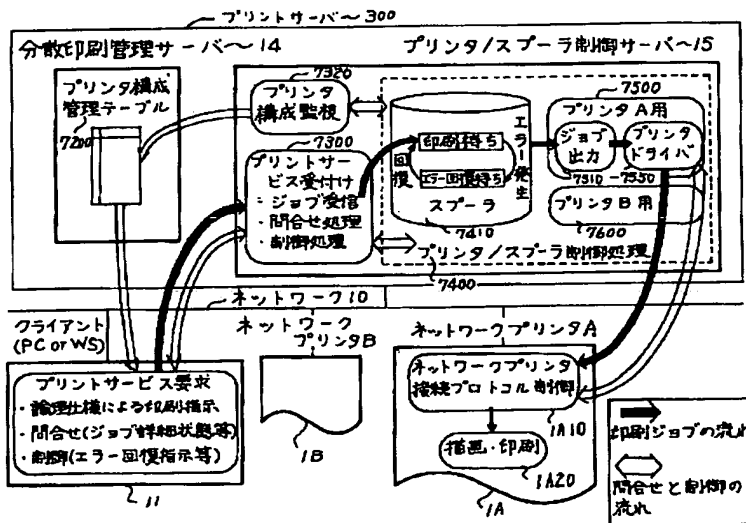 プリントサーバ～300
分散印刷管理サーバ～14
プリンタ/スプーラ制御サーバ～15
プリンタ構成
管理テーブル
7200
7320
プリンタ
構成監視
7300
プリントサー
ビス受付け
・ジョブ受信
・問合せ処理
・制御処理
印刷待ち
回復
エラー回復待ち
エラー発生
スプーラ
7410
7500
プリンタA用
ジョブ
出力
7510
プリンタ
ドライバ
7550
プリンタB用
7600
プリンタ/スプーラ制御処理
7400
ネットワーク10
クライアント
(PC or WS)
プリントサービス要求
・論理仕様による印刷指示
・問合せ(ジョブ詳細状態等)
・制御(エラー回復指示等)
11
ネットワーク
プリンタB
1B
ネットワークプリンタA
ネットワークプリンタ
接続プロトコル制御
1A10
描画・印刷
1A20
1A
印刷ジョブの流れ
問合せと制御の
流れ